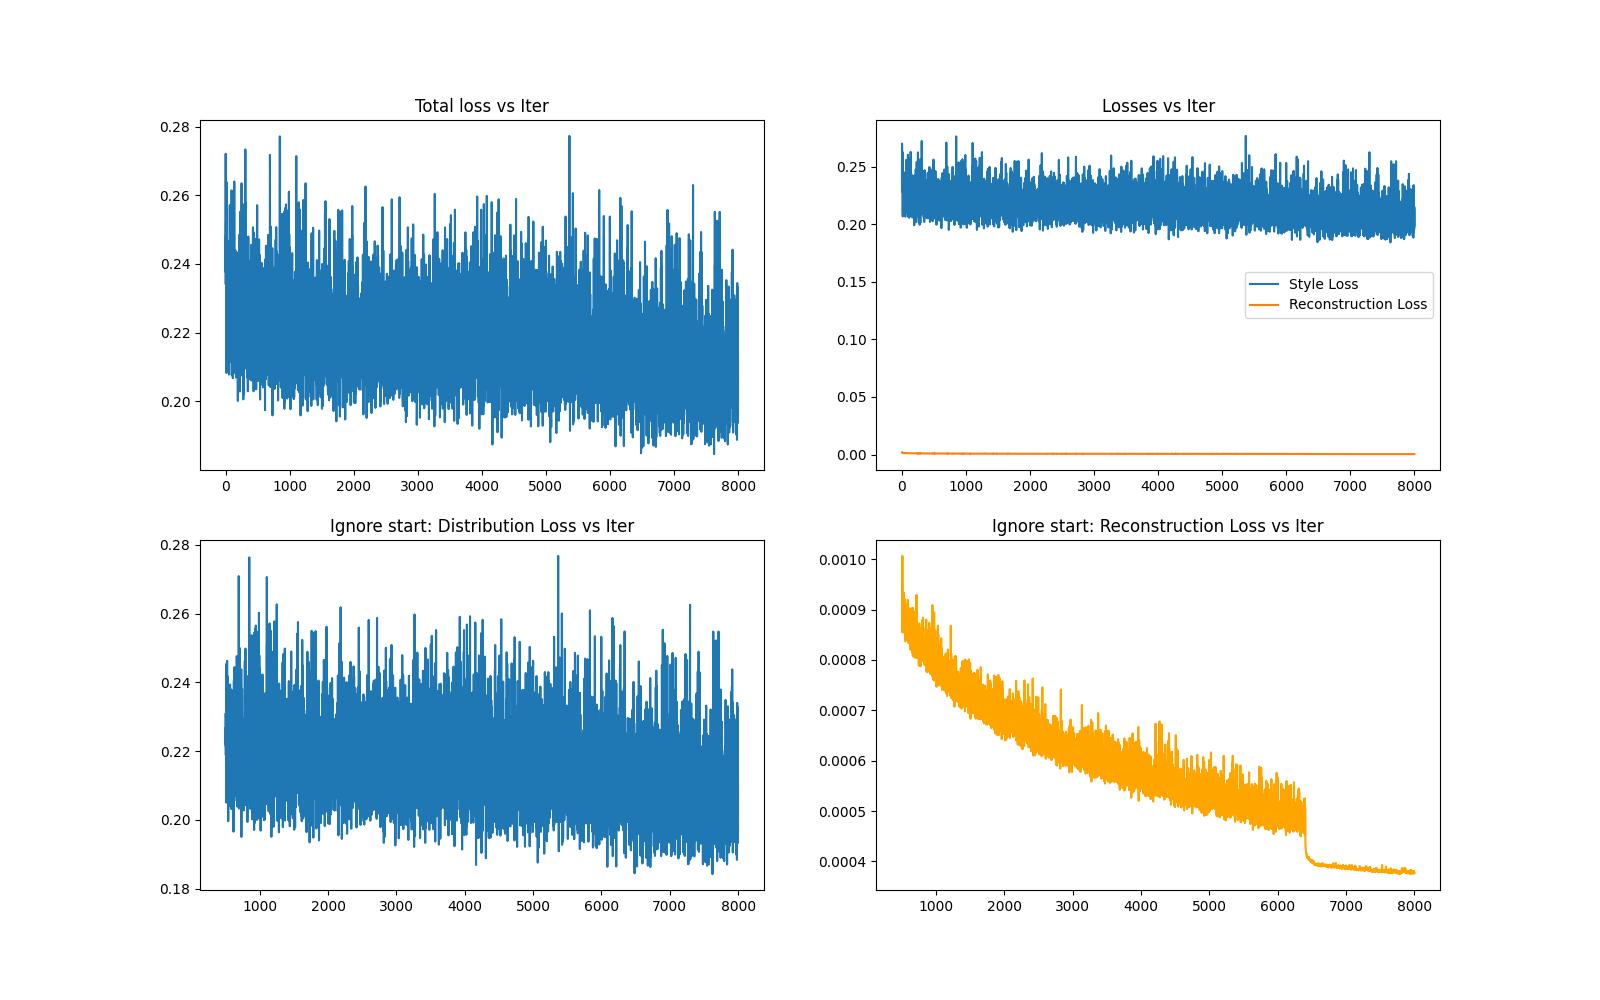 Total loss vs Iter
0.28
0.26
0.24
0.22
0.20
0 1000 2000 3000 4000 5000 6000 7000 8000
Losses vs Iter
0.25
0.20
0.15
0.10
0.05
0.00
Style Loss
Reconstruction Loss
0 1000 2000 3000 4000 5000 6000 7000 8000
Ignore start: Distribution Loss vs Iter
0.28
0.26
0.24
0.22
0.20
0.18
1000 2000 3000 4000 5000 6000 7000 8000
Ignore start: Reconstruction Loss vs Iter
0.0010
0.0009
0.0008
0.0007
0.0006
0.0005
0.0004
1000 2000 3000 4000 5000 6000 7000 8000